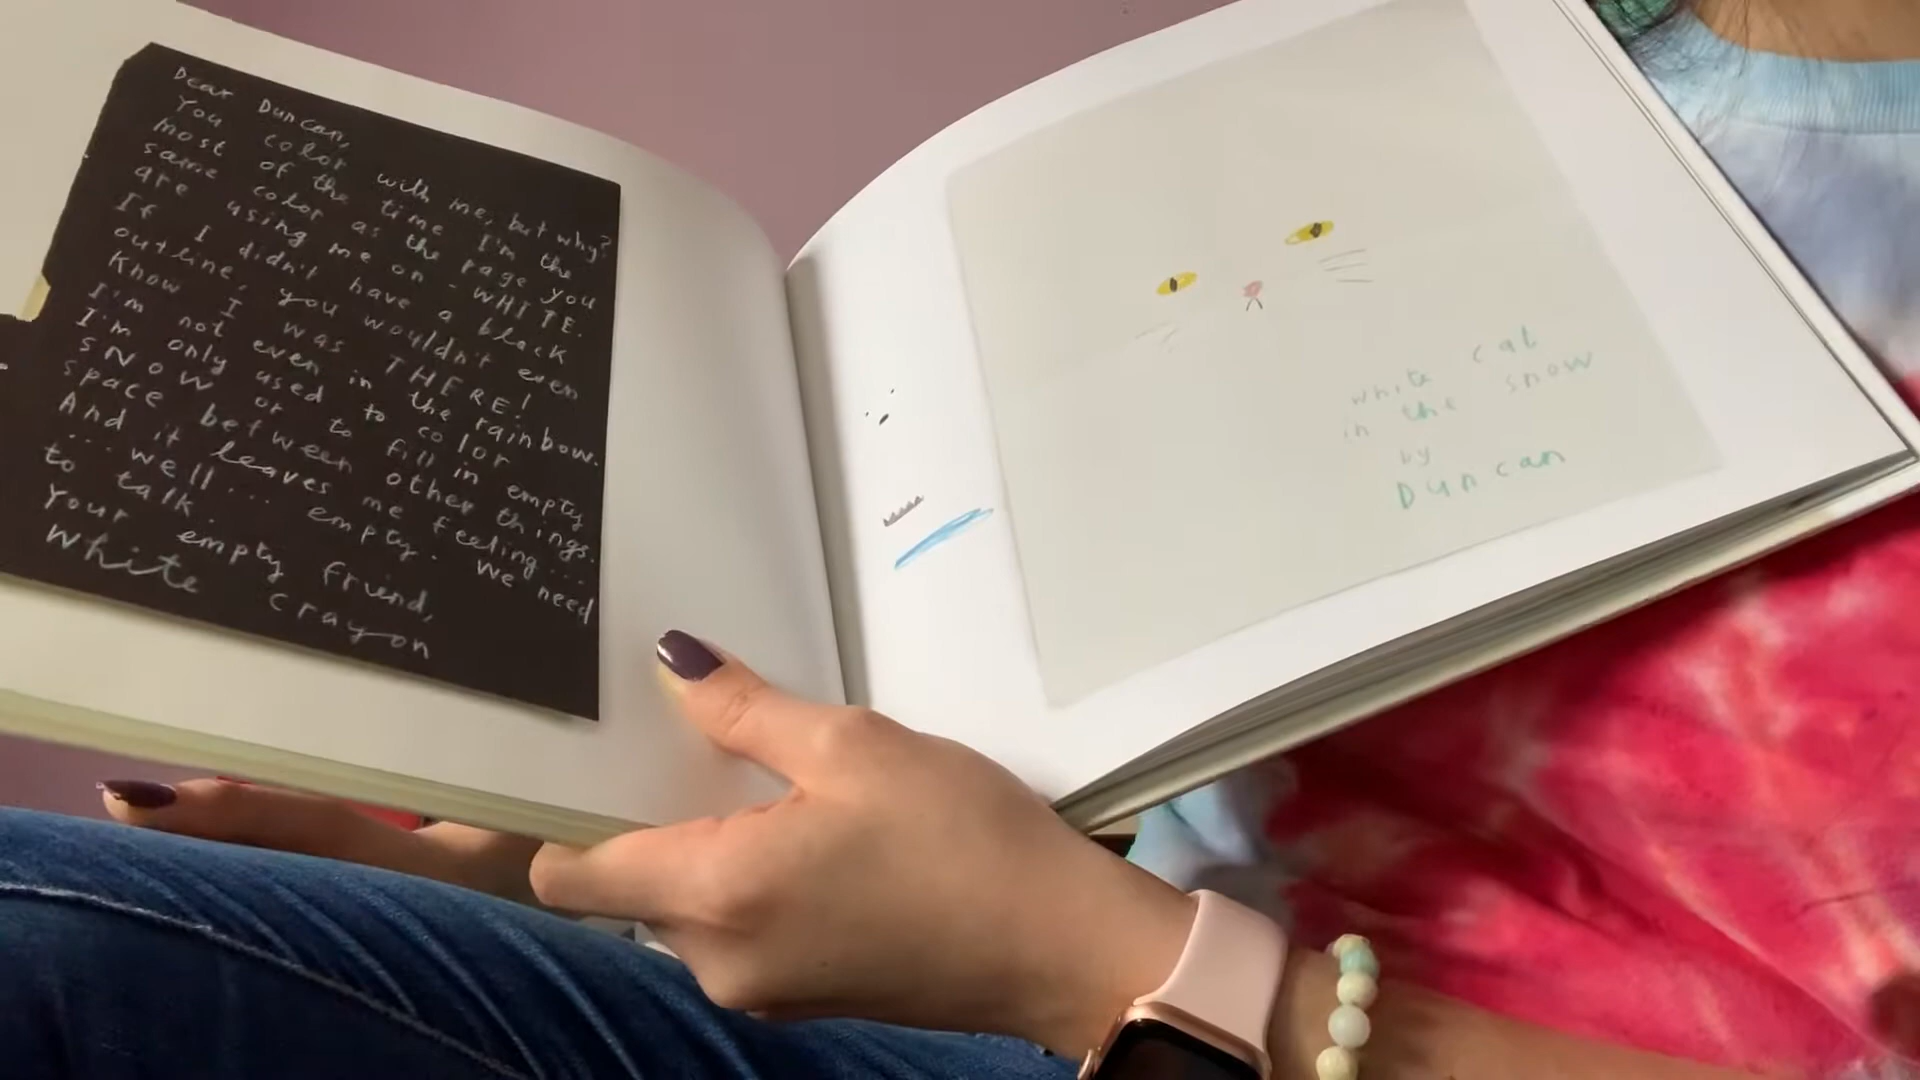 Dear Duncan,
You color with me, but why?
Most of the time I'm the
same color as the page you
are using me on - WHITE.
If I didn't have a black
outline, you wouldn't even
know I was THERE!
I'm not even in the rainbow.
I'm only used to color
SNOW or to fill in empty
space between other things.
And it leaves me feeling...
... well... empty. We need
to talk.
Your empty friend,
White crayon
white cat
in the snow
by
Duncan